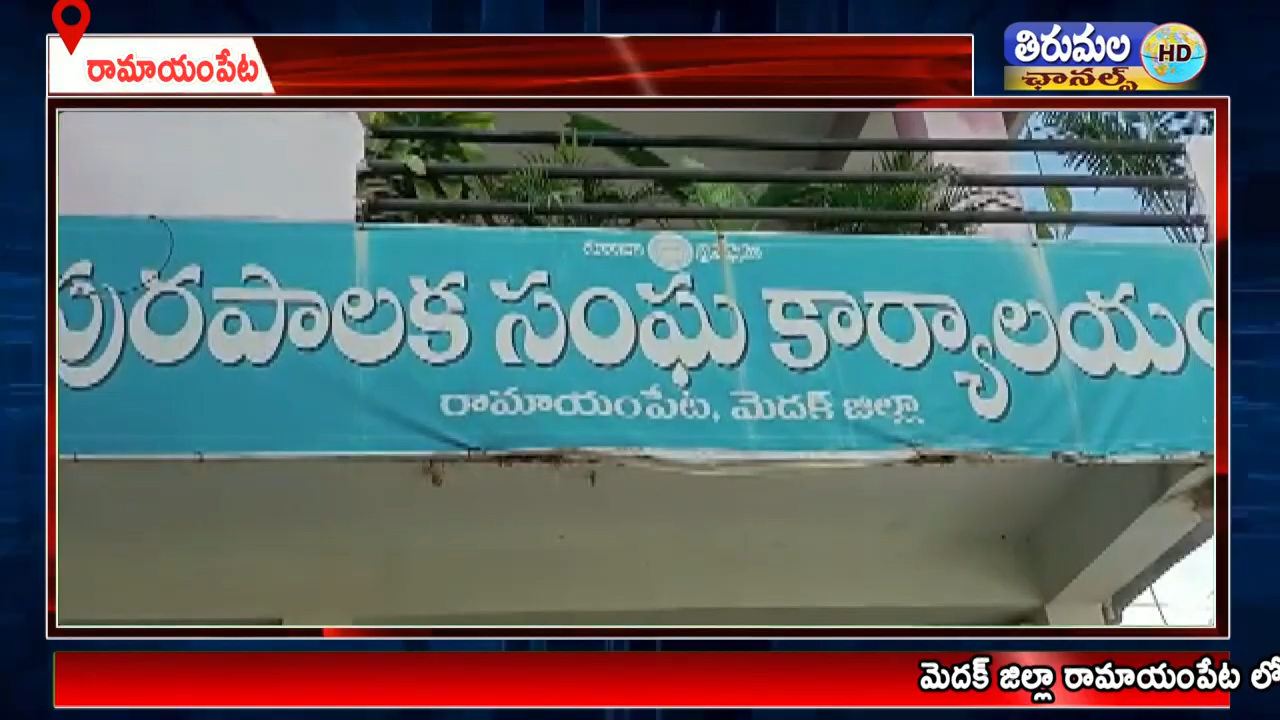 రామాయంపేట
తిరుమల
HD
ఛానల్స్
పురపాలక సంఘ కార్యాలయం
రామాయంపేట, మెదక్ జిల్లా
మెదక్ జిల్లా రామాయంపేట లో